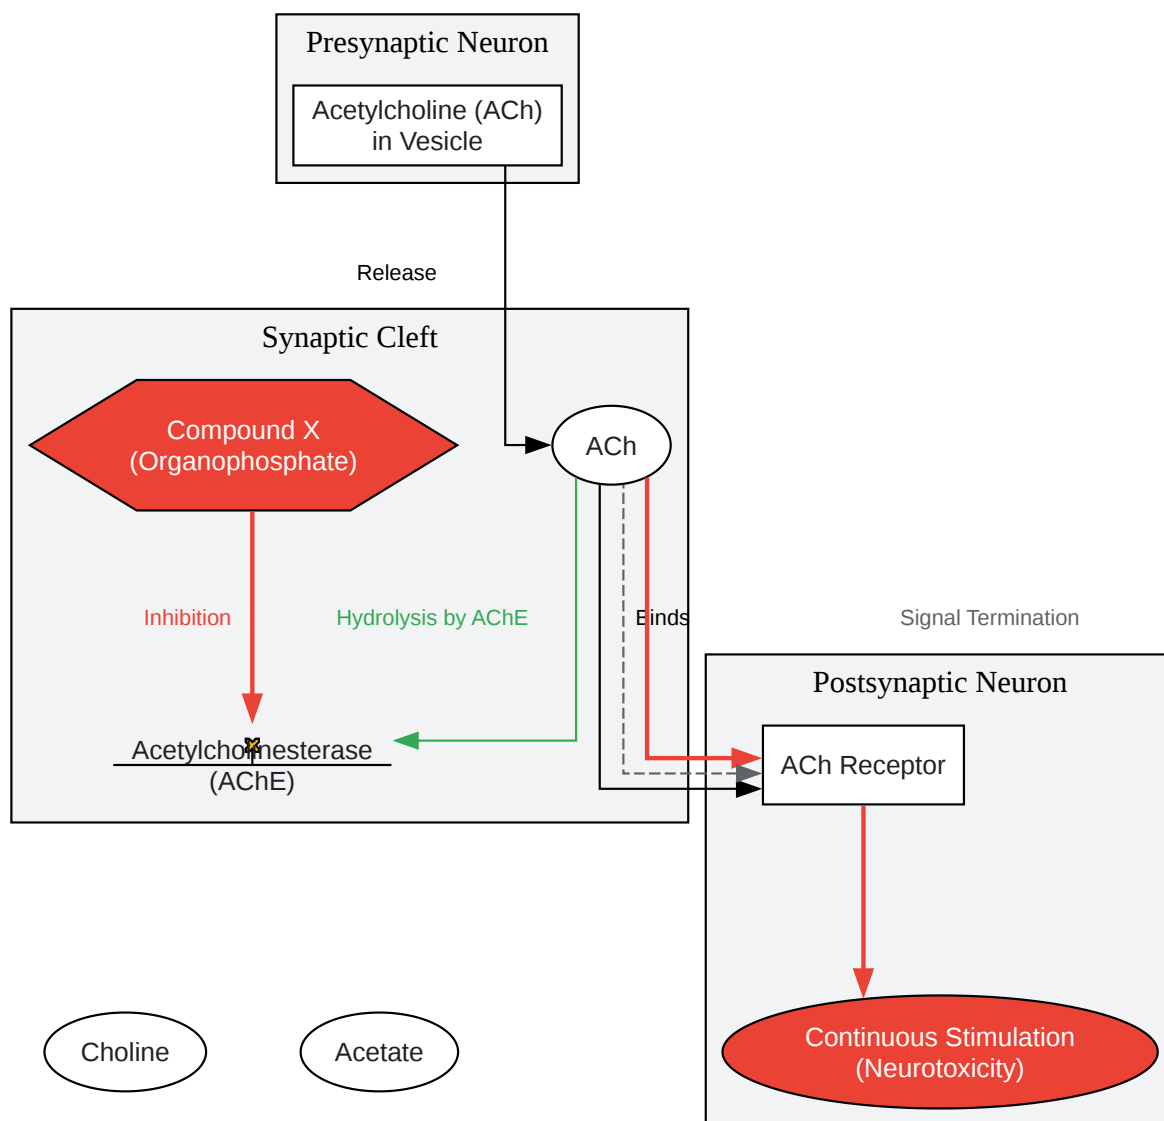 Presynaptic Neuron
Acetylcholine (ACh)
in Vesicle
Release
Synaptic Cleft
Compound X
(Organophosphate)
ACh
Inhibition
Hydrolysis by AChE
Binds
Signal Termination
Postsynaptic Neuron
Acetylcholinesterase
(AChE)
ACh Receptor
Choline
Acetate
Continuous Stimulation
(Neurotoxicity)